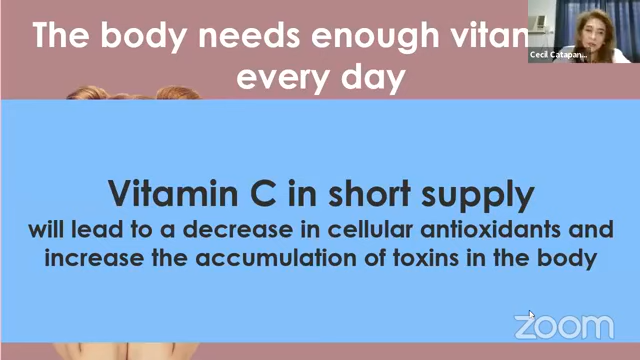 The body needs enough vitam
every day
Cecil Catapan...
Vitamin C in short supply
will lead to a decrease in cellular antioxidants and
increase the accumulation of toxins in the body
zoom